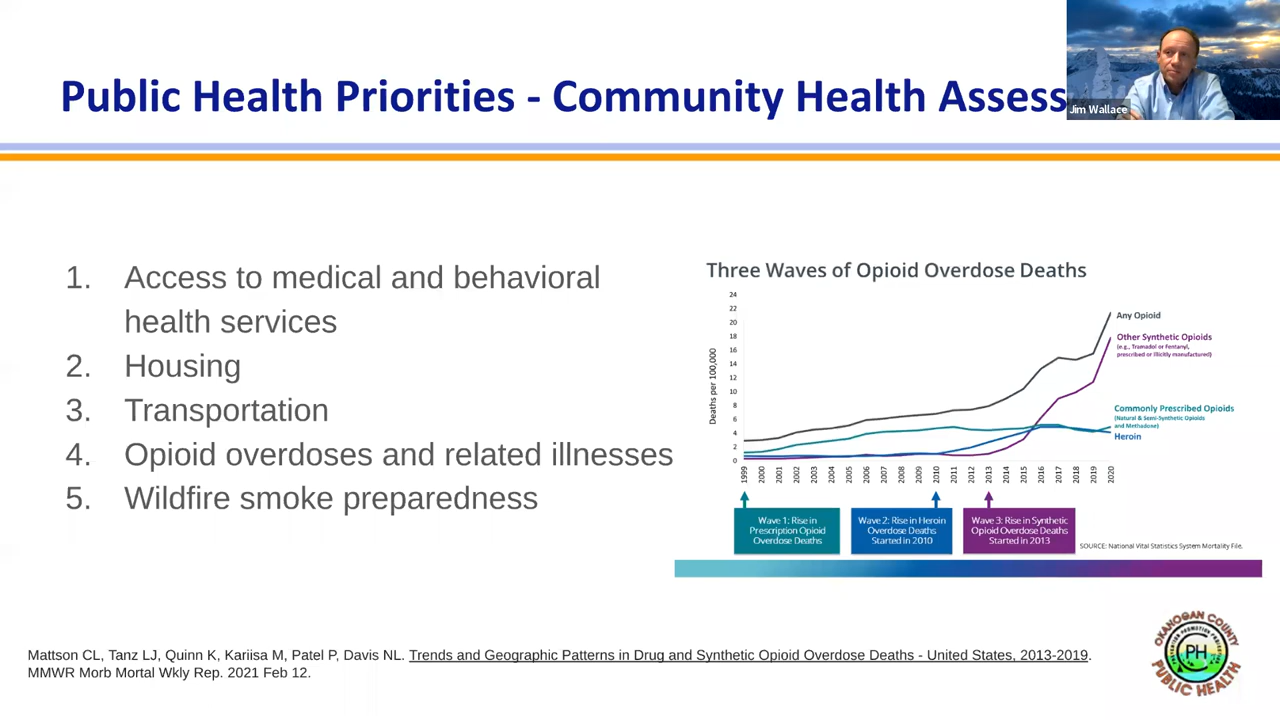 Public Health Priorities - Community Health Assess
Jim Wallace
1. Access to medical and behavioral
health services
2. Housing
3. Transportation
4. Opioid overdoses and related illnesses
5. Wildfire smoke preparedness
Three Waves of Opioid Overdose Deaths
Deaths per 100,000
24
22
20
18
16
14
12
10
8
6
4
2
0
1999 2000 2001 2002 2003 2004 2005 2006 2007 2008 2009 2010 2011 2012 2013 2014 2015 2016 2017 2018 2019 2020
Any Opioid
Other Synthetic Opioids
(e.g., Tramadol or Fentanyl,
prescribed or illicitly manufactured)
Commonly Prescribed Opioids
(Natural & Semi-Synthetic Opioids
and Methadone)
Heroin
Wave 1: Rise in
Prescription Opioid
Overdose Deaths
Wave 2: Rise in Heroin
Overdose Deaths
Started in 2010
Wave 3: Rise in Synthetic
Opioid Overdose Deaths
Started in 2013
SOURCE: National Vital Statistics System Mortality File.
Mattson CL, Tanz LJ, Quinn K, Kariisa M, Patel P, Davis NL. Trends and Geographic Patterns in Drug and Synthetic Opioid Overdose Deaths - United States, 2013-2019.
MMWR Morb Mortal Wkly Rep. 2021 Feb 12.
OKANOGAN COUNTY
PH
PUBLIC HEALTH